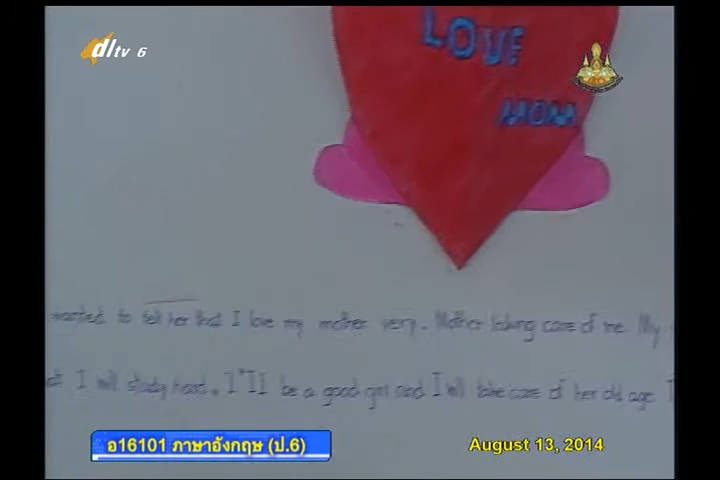 dltv 6
LOVE
MOM
wanted to tell her that I love my mother very. Mother taking care of me. My
I will study hard. I'll be a good girl and I will take care of her old age I
อ16101 ภาษาอังกฤษ (ป.6)
August 13, 2014